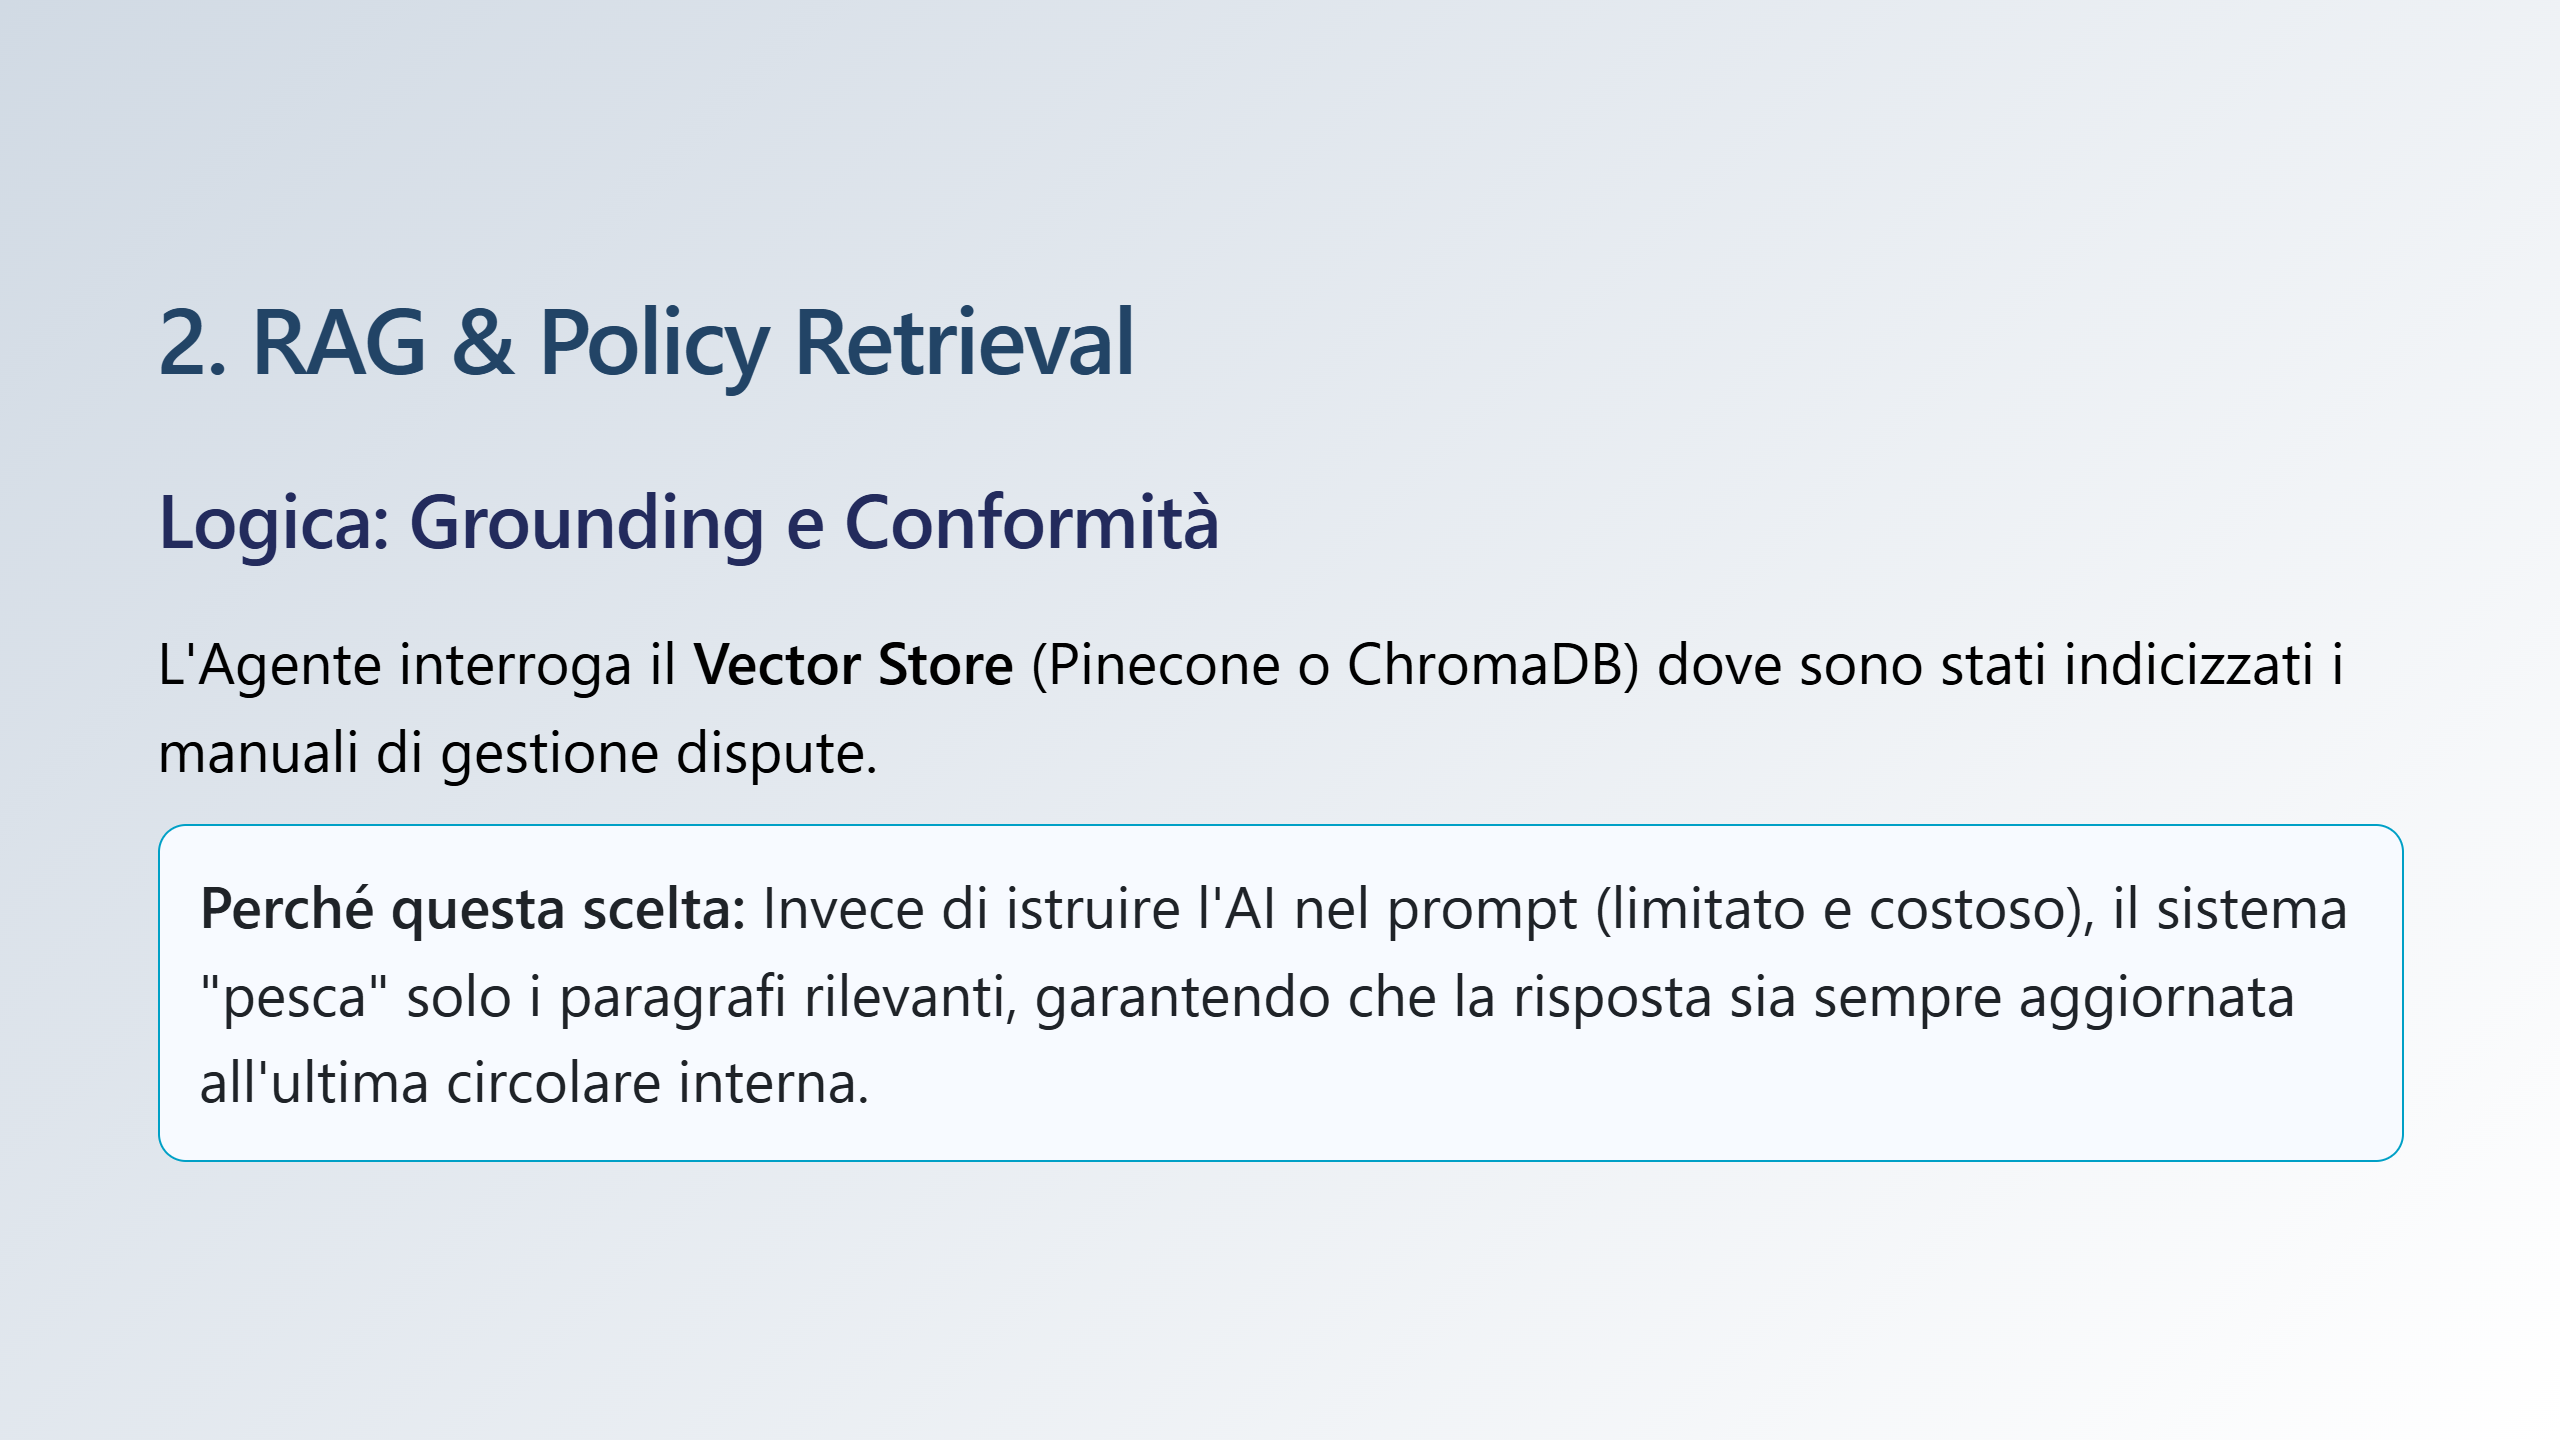 2. RAG & Policy Retrieval
Logica: Grounding e Conformità
L'Agente interroga il Vector Store (Pinecone o ChromaDB) dove sono stati indicizzati i
manuali di gestione dispute.
Perché questa scelta: Invece di istruire l'AI nel prompt (limitato e costoso), il sistema
"pesca" solo i paragrafi rilevanti, garantendo che la risposta sia sempre aggiornata
all'ultima circolare interna.